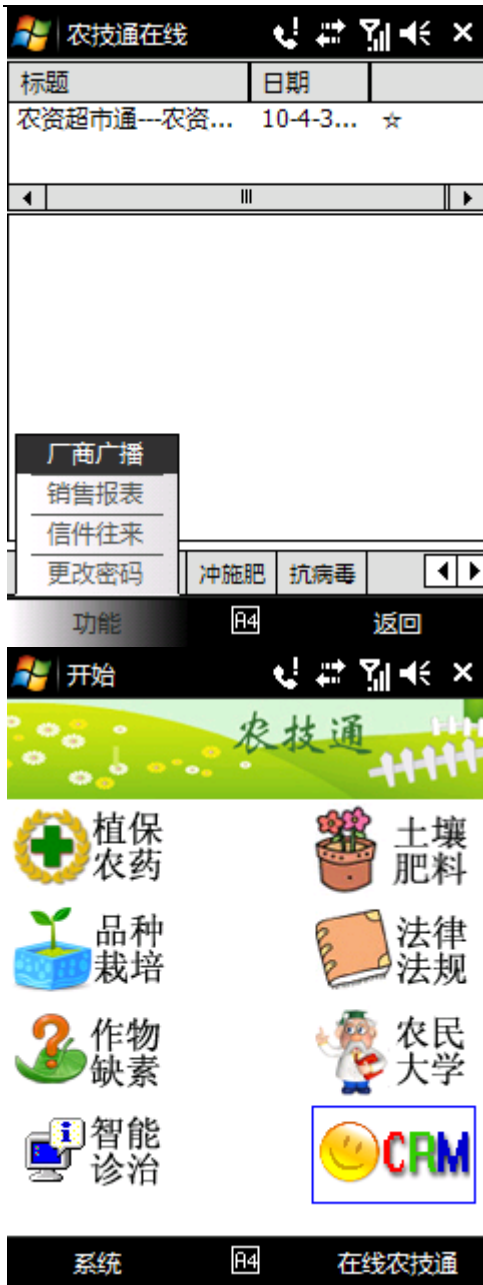 农技通在线
标题 日期
农资超市通---农资... 10-4-3... ☆
厂商广播
销售报表
信件往来
更改密码 冲施肥 抗病毒
功能 A4 返回
开始
农技通
植保
农药
土壤
肥料
品种
栽培
法律
法规
作物
缺素
农民
大学
智能
诊治
CRM
系统 A4 在线农技通